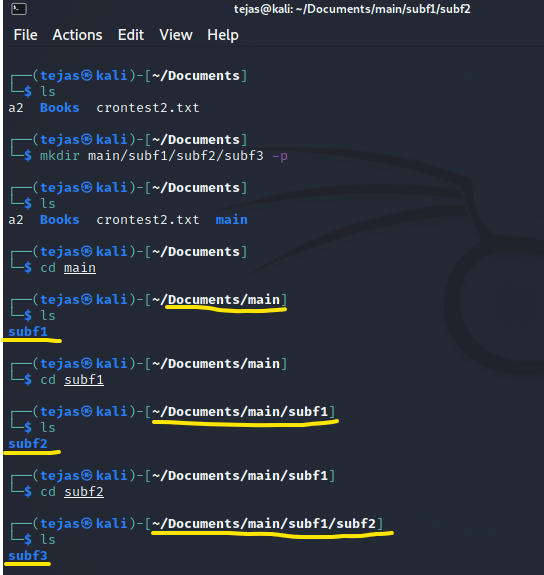 tejas@kali: ~/Documents/main/subf1/subf2
File Actions Edit View Help
┌──(tejas㉿kali)-[~/Documents]
└─$ ls
a2 Books crontest2.txt
┌──(tejas㉿kali)-[~/Documents]
└─$ mkdir main/subf1/subf2/subf3 -p
┌──(tejas㉿kali)-[~/Documents]
└─$ ls
a2 Books crontest2.txt main
┌──(tejas㉿kali)-[~/Documents]
└─$ cd main
┌──(tejas㉿kali)-[~/Documents/main]
└─$ ls
subf1
┌──(tejas㉿kali)-[~/Documents/main]
└─$ cd subf1
┌──(tejas㉿kali)-[~/Documents/main/subf1]
└─$ ls
subf2
┌──(tejas㉿kali)-[~/Documents/main/subf1]
└─$ cd subf2
┌──(tejas㉿kali)-[~/Documents/main/subf1/subf2]
└─$ ls
subf3